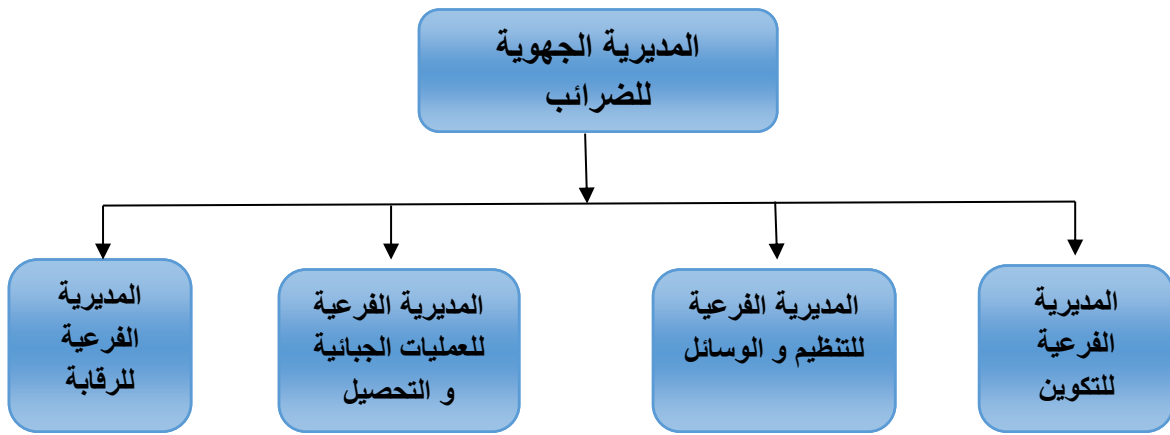 المديرية الجهوية
للضرائب
المديرية
الفرعية
للتكوين
المديرية الفرعية
للتنظيم و الوسائل
المديرية الفرعية
للعمليات الجبائية
و التحصيل
المديرية
الفرعية
للرقابة